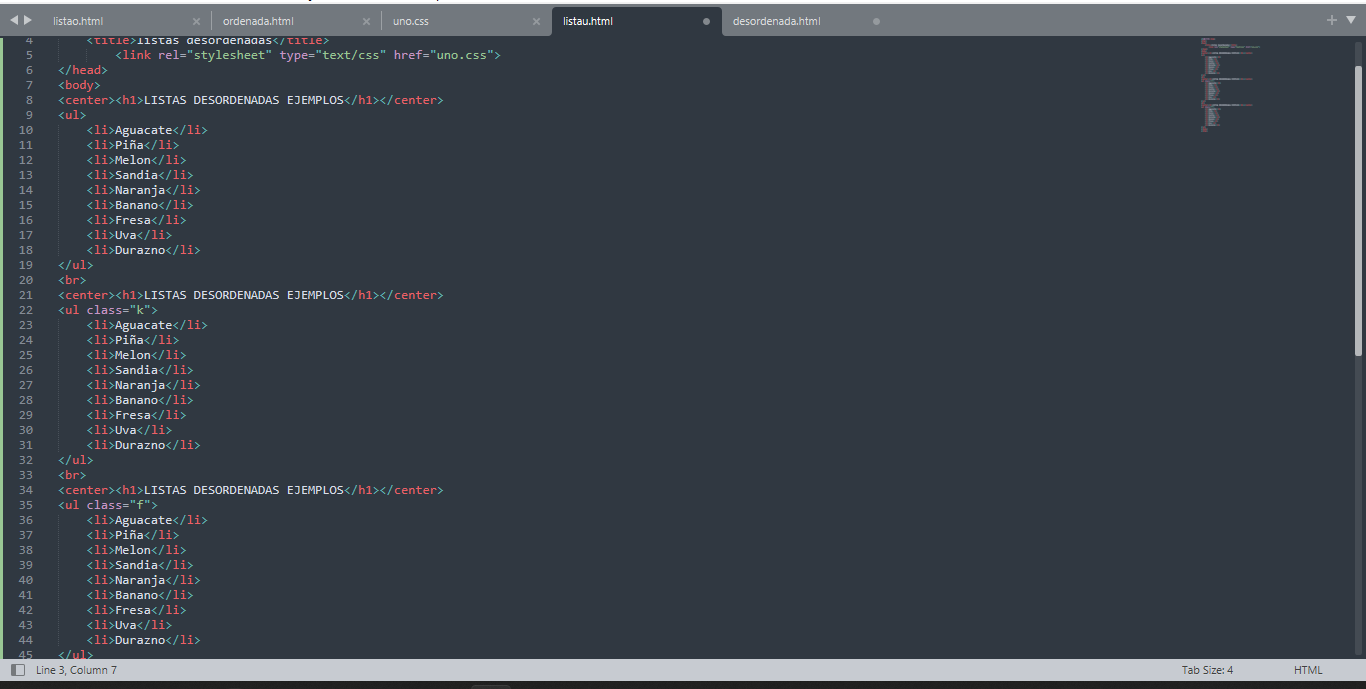 listao.html × ordenada.html × uno.css × listau.html desordenada.html
4 <title>listas desordenadas</title>
5 <link rel="stylesheet" type="text/css" href="uno.css">
6 </head>
7 <body>
8 <center><h1>LISTAS DESORDENADAS EJEMPLOS</h1></center>
9 <ul>
10 <li>Aguacate</li>
11 <li>Piña</li>
12 <li>Melon</li>
13 <li>Sandia</li>
14 <li>Naranja</li>
15 <li>Banano</li>
16 <li>Fresa</li>
17 <li>Uva</li>
18 <li>Durazno</li>
19 </ul>
20 <br>
21 <center><h1>LISTAS DESORDENADAS EJEMPLOS</h1></center>
22 <ul class="k">
23 <li>Aguacate</li>
24 <li>Piña</li>
25 <li>Melon</li>
26 <li>Sandia</li>
27 <li>Naranja</li>
28 <li>Banano</li>
29 <li>Fresa</li>
30 <li>Uva</li>
31 <li>Durazno</li>
32 </ul>
33 <br>
34 <center><h1>LISTAS DESORDENADAS EJEMPLOS</h1></center>
35 <ul class="f">
36 <li>Aguacate</li>
37 <li>Piña</li>
38 <li>Melon</li>
39 <li>Sandia</li>
40 <li>Naranja</li>
41 <li>Banano</li>
42 <li>Fresa</li>
43 <li>Uva</li>
44 <li>Durazno</li>
45 </ul>
Line 3, Column 7 Tab Size: 4 HTML